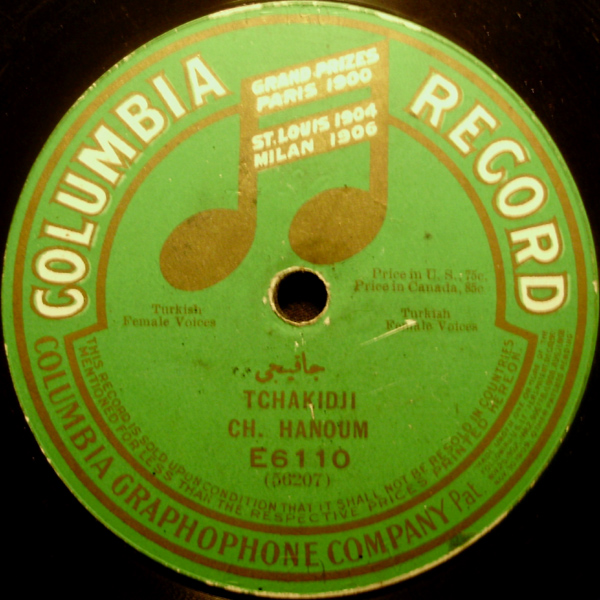 COLUMBIA RECORD
GRAND PRIZES
PARIS 1900
ST. LOUIS 1904
MILAN 1906
Price in U. S., 75c.
Price in Canada, 85c
Turkish
Female Voices
Turkish
Female Voices
TCHAKIDJI
CH. HANOUM
E6110
(56207)
THIS RECORD IS SOLD UPON CONDITION THAT IT SHALL NOT BE RESOLD IN COUNTRIES
MENTIONED FOR LESS THAN THE RESPECTIVE PRICES PRINTED HEREON.
COLUMBIA GRAPHOPHONE COMPANY Pat.